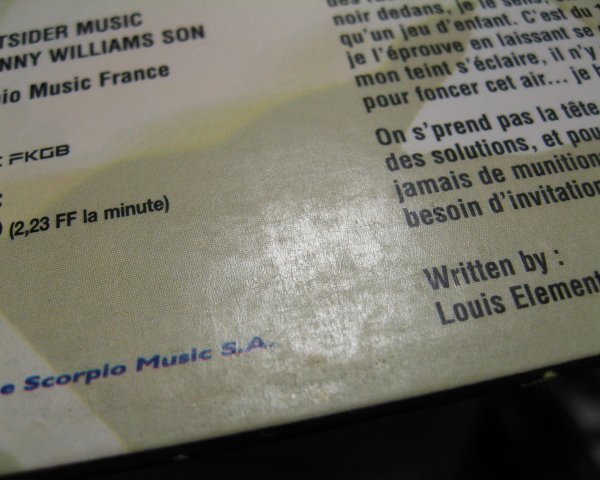 TSIDER MUSIC
NNY WILLIAMS SON
io Music France
: FKGB
(2,23 FF la minute)
e Scorpio Music S.A.
noir dedans, je le sens,
qu'un jeu d'enfant. C'est du
je l'éprouve en laissant se
mon teint s'éclaire, il n'y
pour foncer cet air... je
On s'prend pas la tête,
des solutions, et pou
jamais de munition
besoin d'invitation
Written by :
Louis Element